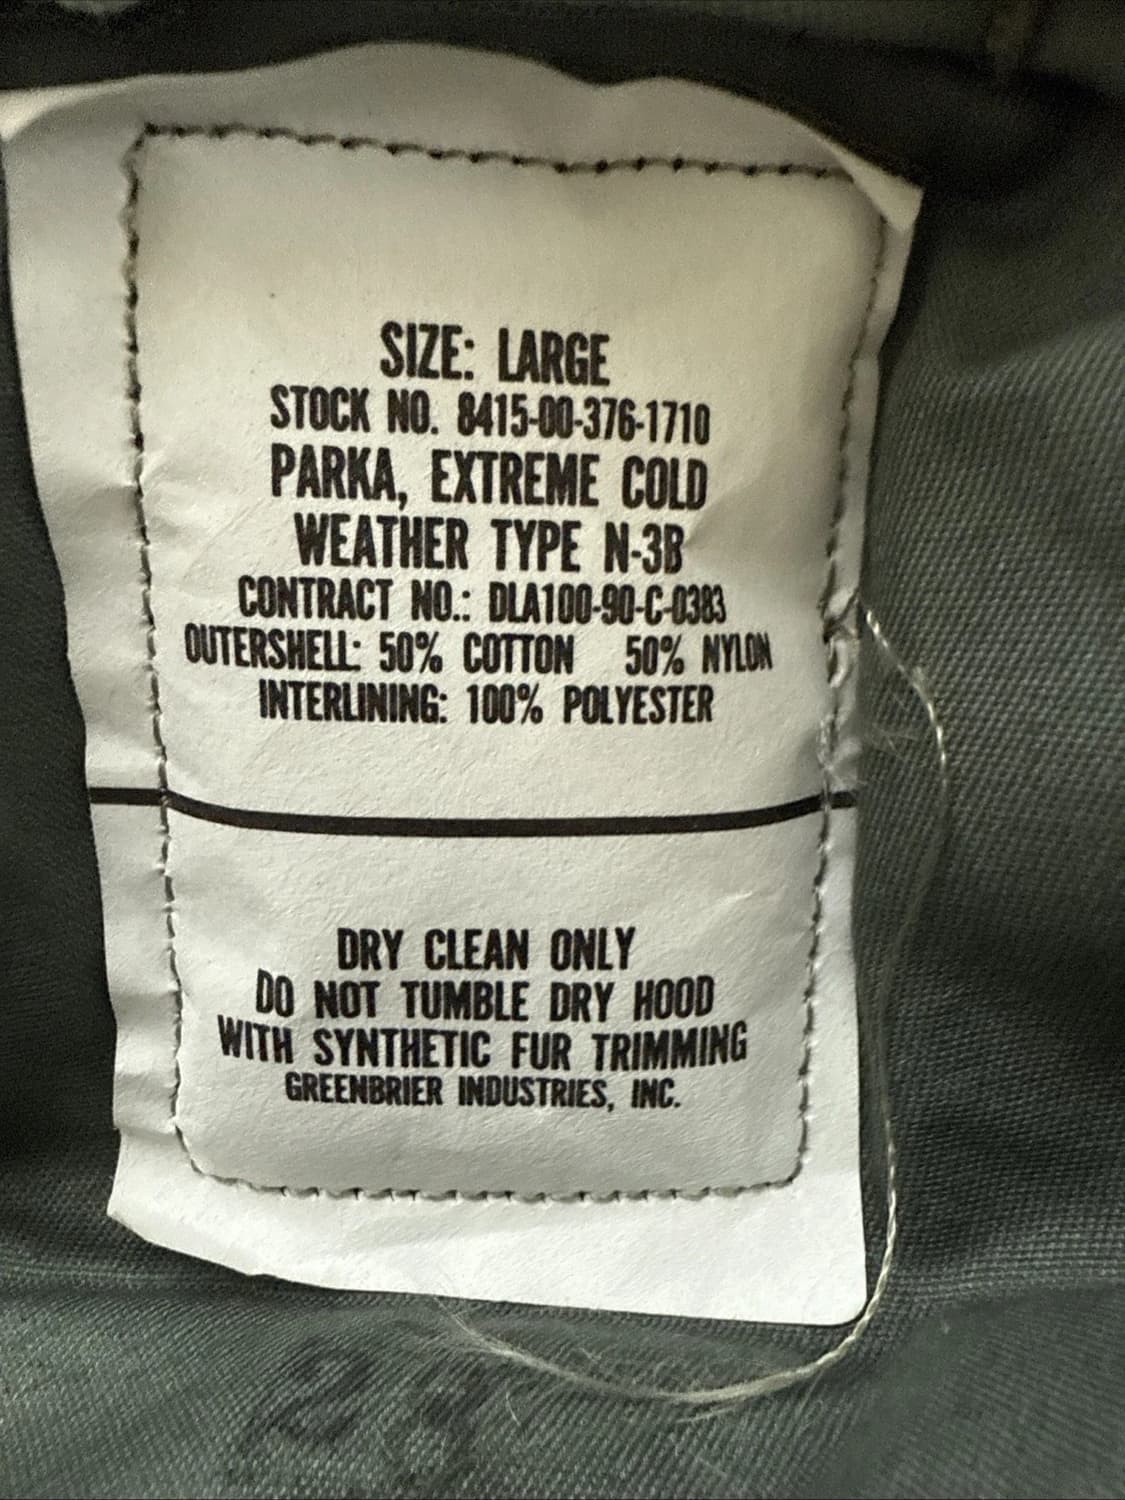 SIZE: LARGE
STOCK NO. 8415-00-376-1710
PARKA, EXTREME COLD
WEATHER TYPE N-3B
CONTRACT NO.: DLA100-90-C-0383
OUTERSHELL: 50% COTTON 50% NYLON
INTERLINING: 100% POLYESTER
DRY CLEAN ONLY
DO NOT TUMBLE DRY HOOD
WITH SYNTHETIC FUR TRIMMING
GREENBRIER INDUSTRIES, INC.